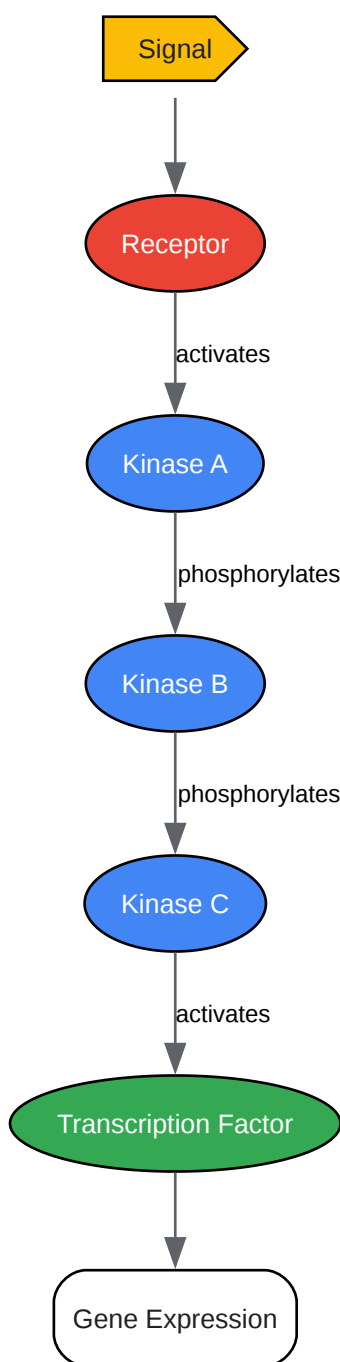 Signal
Receptor
activates
Kinase A
phosphorylates
Kinase B
phosphorylates
Kinase C
activates
Transcription Factor
Gene Expression